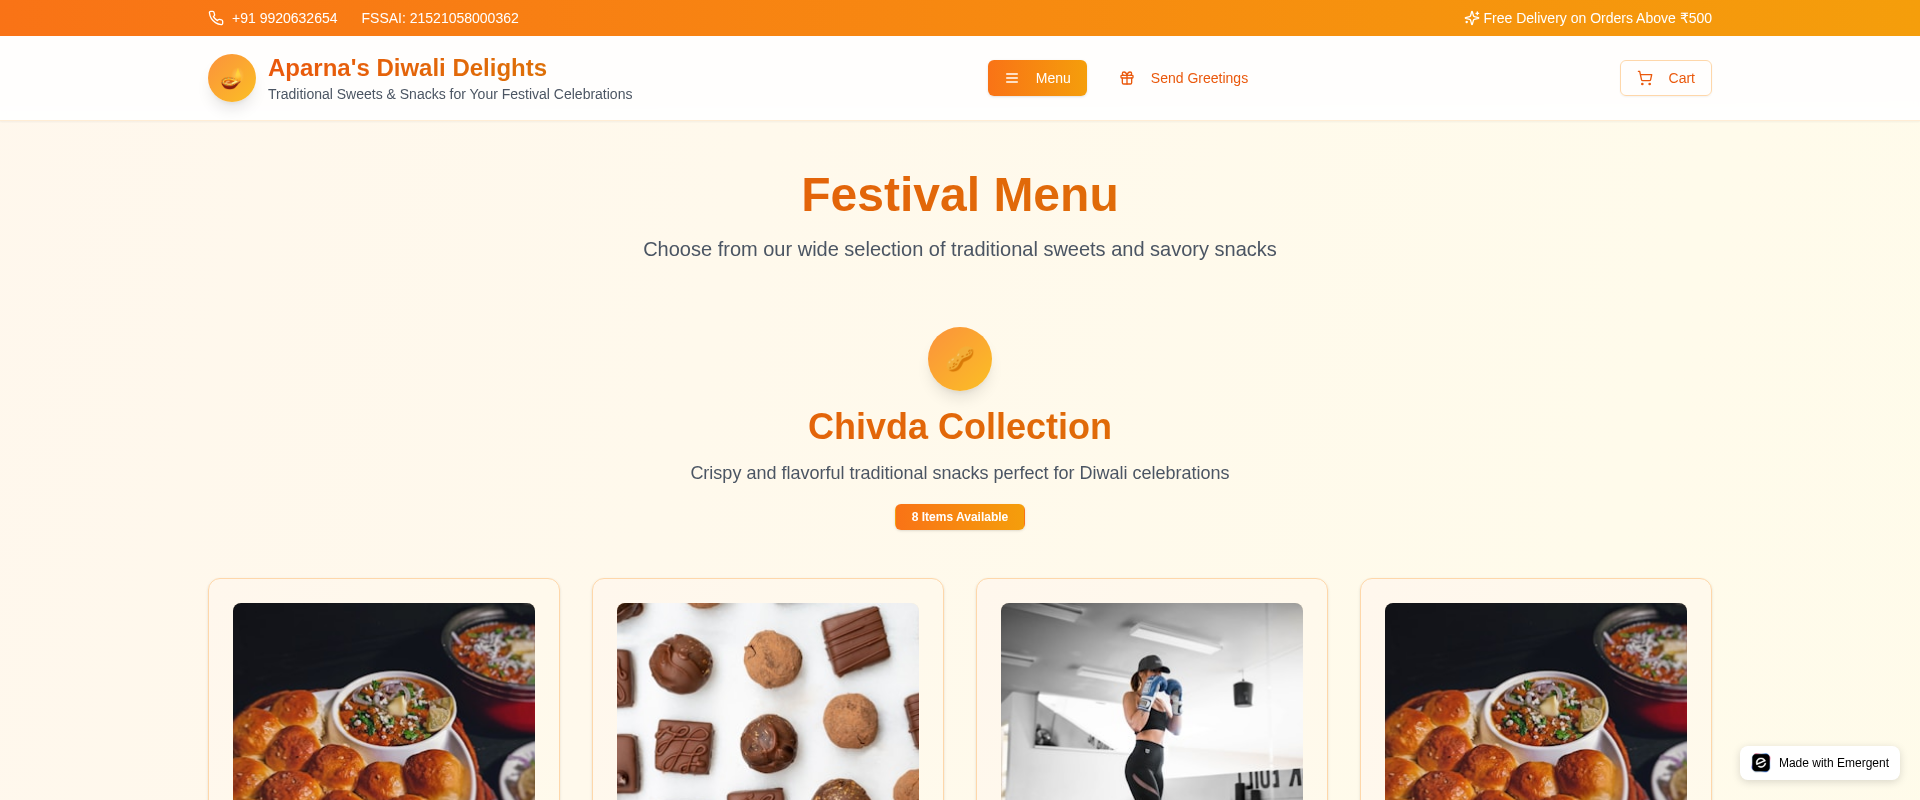 +91 9920632654
FSSAI: 21521058000362
Free Delivery on Orders Above ₹500
Aparna's Diwali Delights
Traditional Sweets & Snacks for Your Festival Celebrations
Menu
Send Greetings
Cart
Festival Menu
Choose from our wide selection of traditional sweets and savory snacks
Chivda Collection
Crispy and flavorful traditional snacks perfect for Diwali celebrations
8 Items Available
Made with Emergent